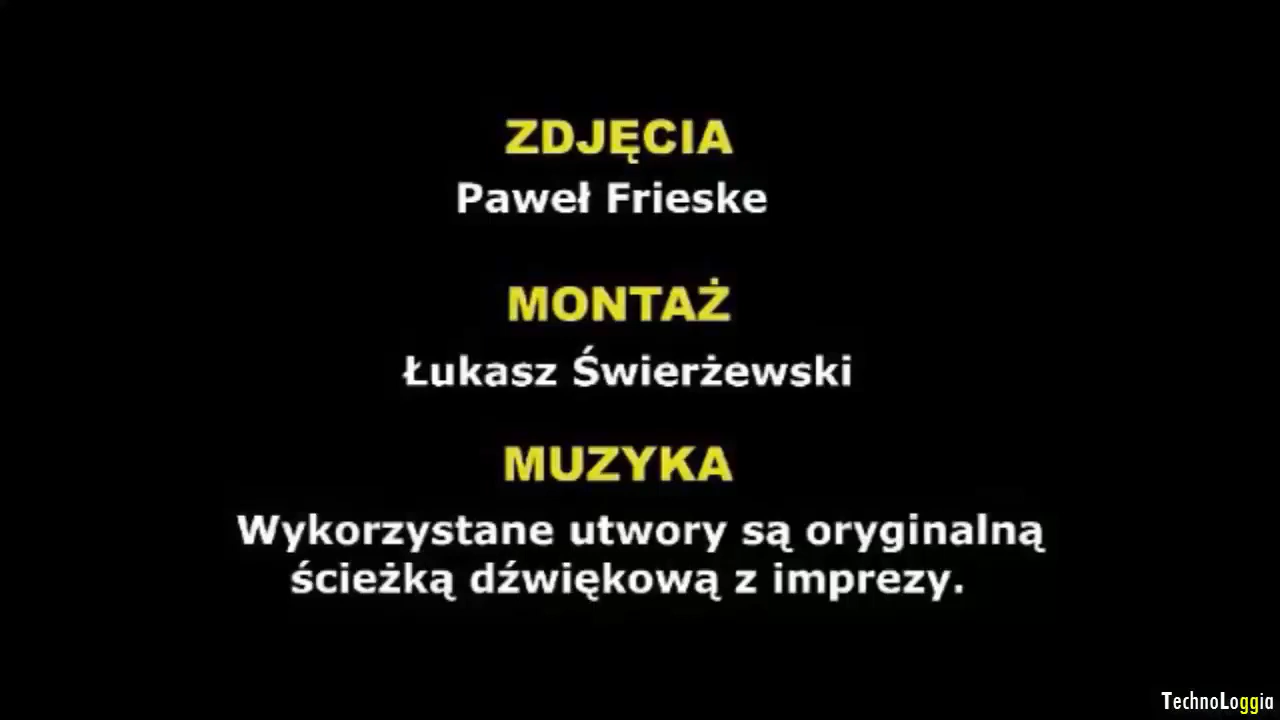 ZDJĘCIA
Paweł Frieske
MONTAŻ
Łukasz Świerżewski
MUZYKA
Wykorzystane utwory są oryginalną
ścieżką dźwiękową z imprezy.
TechnoLoggia